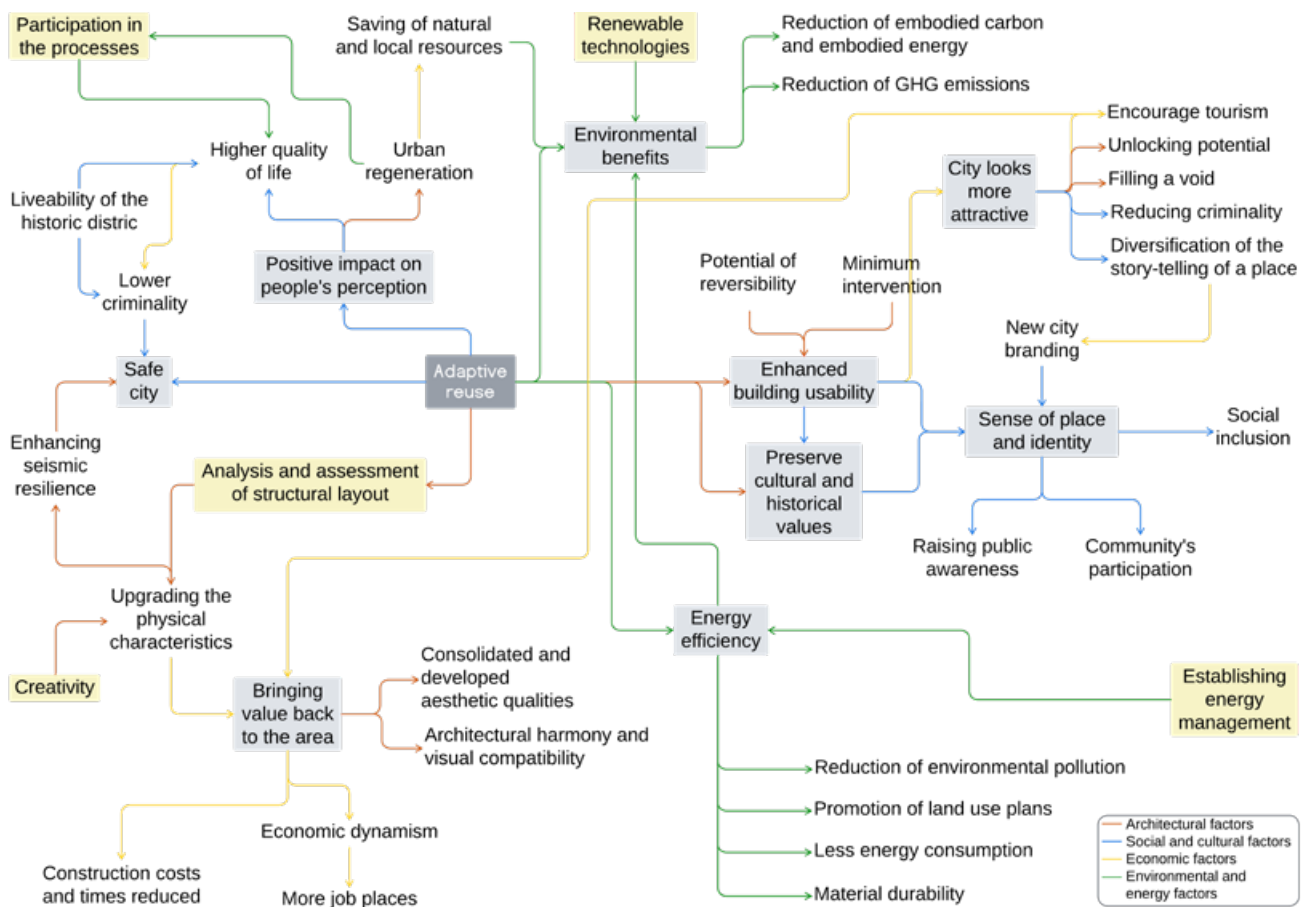 Participation in
the processes
Saving of natural
and local resources
Renewable
technologies
Reduction of embodied carbon
and embodied energy
Reduction of GHG emissions
Encourage tourism
Unlocking potential
Filling a void
Reducing criminality
Diversification of the
story-telling of a place
Environmental
benefits
City looks
more
attractive
Higher quality
of life
Urban
regeneration
Liveability of the
historic distric
Positive impact on
people's perception
Lower
criminality
Potential of
reversibility
Minimum
intervention
New city
branding
Safe
city
Adaptive
reuse
Enhanced
building usability
Sense of place
and identity
Social
inclusion
Enhancing
seismic
resilience
Analysis and assessment
of structural layout
Preserve
cultural and
historical
values
Raising public
awareness
Community's
participation
Upgrading the
physical
characteristics
Energy
efficiency
Creativity
Bringing
value back
to the area
Consolidated and
developed
aesthetic qualities
Architectural harmony and
visual compatibility
Establishing
energy
management
Reduction of environmental pollution
Promotion of land use plans
Less energy consumption
Material durability
Economic dynamism
Construction costs
and times reduced
More job places
Architectural factors
Social and cultural factors
Economic factors
Environmental and
energy factors